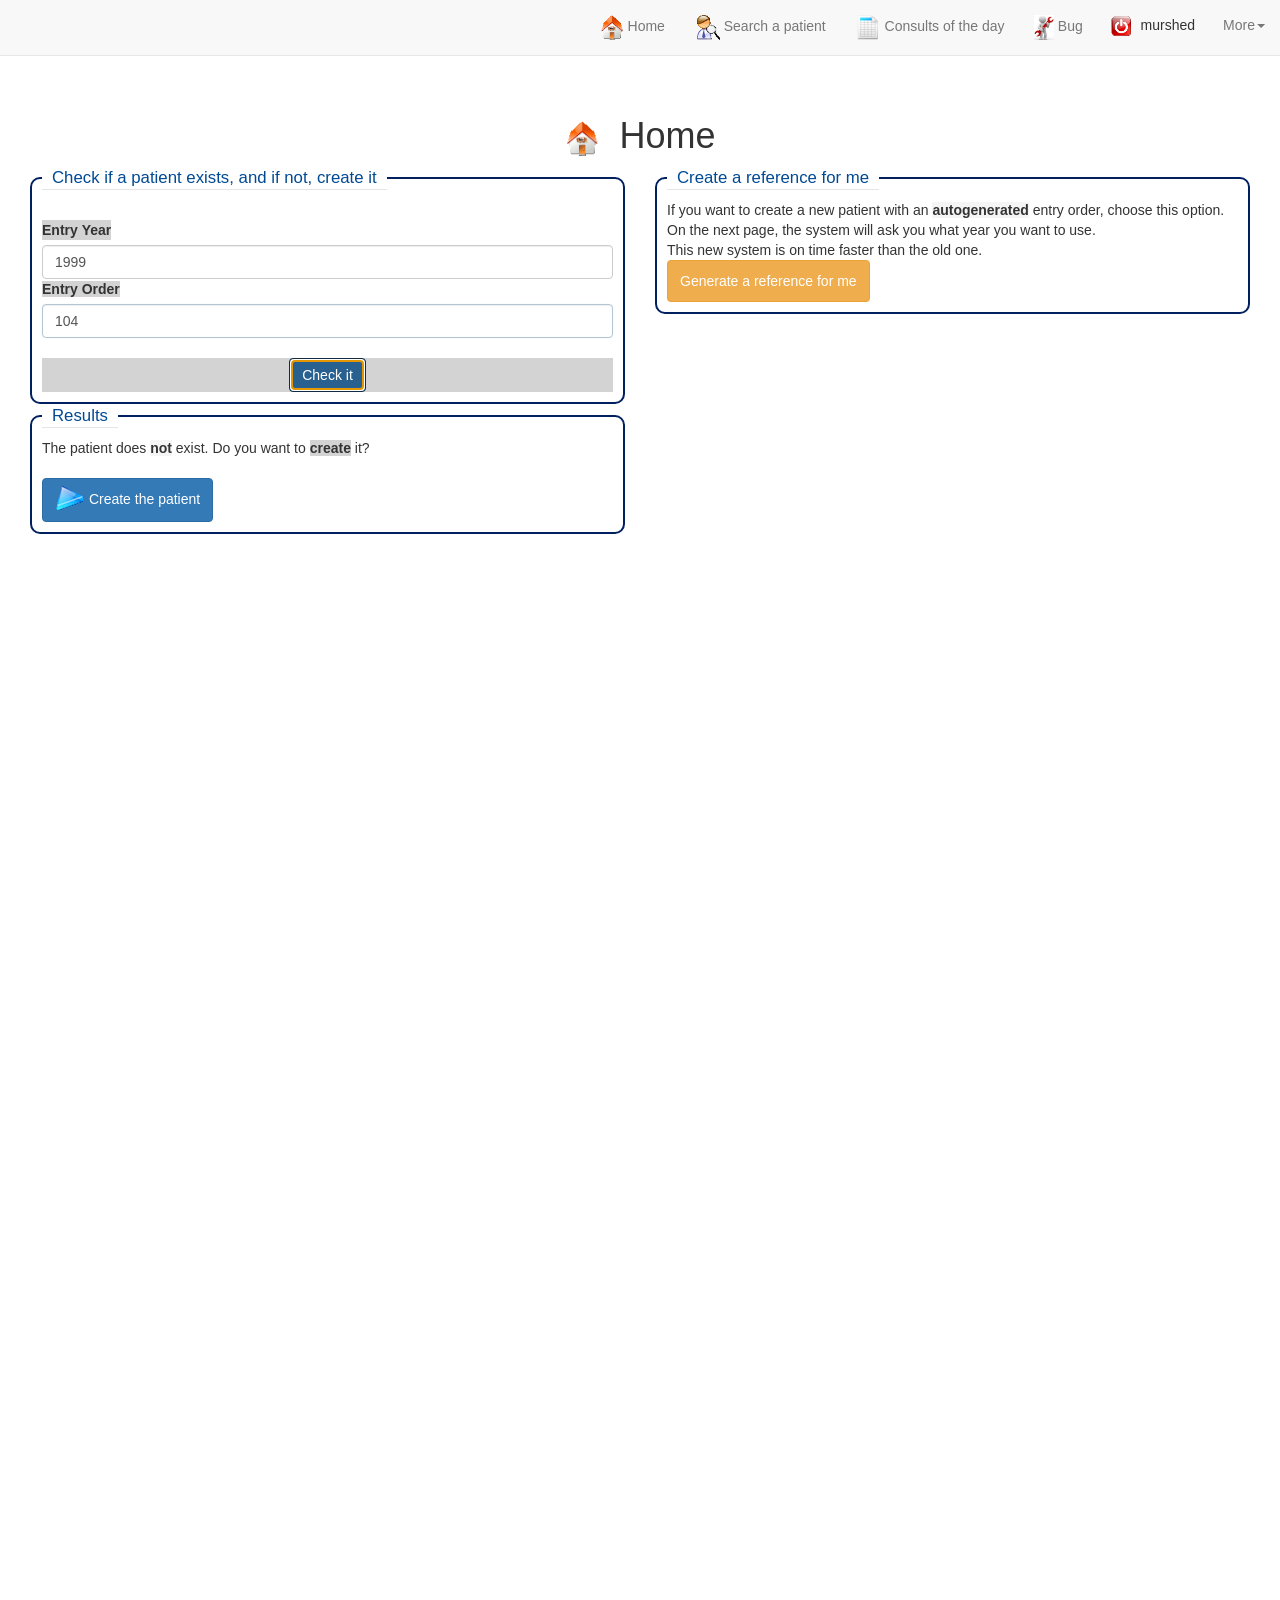 Home
Search a patient
Consults of the day
Bug
murshed
More
Home
Check if a patient exists, and if not, create it
Entry Year
1999
Entry Order
104
Check it
Results
The patient does not exist. Do you want to create it?
Create the patient
Create a reference for me
If you want to create a new patient with an autogenerated entry order, choose this option.
On the next page, the system will ask you what year you want to use.
This new system is on time faster than the old one.
Generate a reference for me